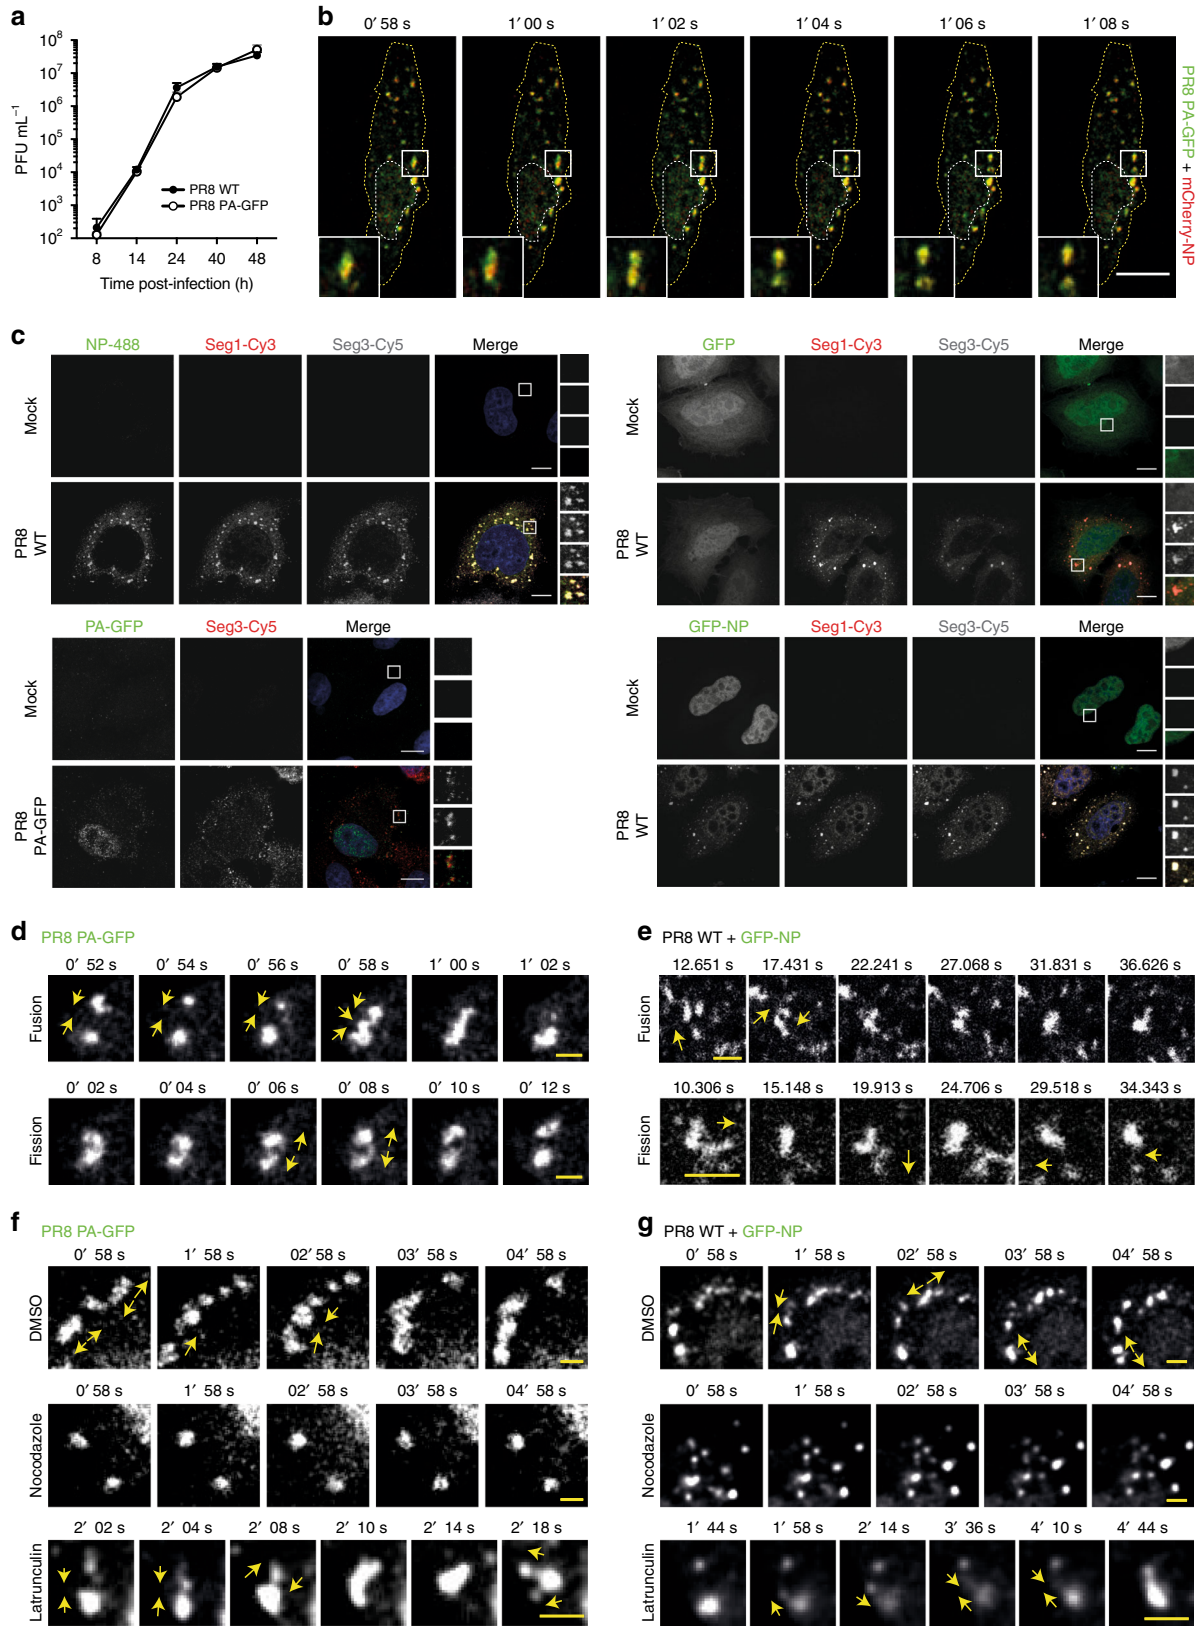 a
PFU mL⁻¹
10⁸
10⁷
10⁶
10⁵
10⁴
10³
10²
PR8 WT
PR8 PA-GFP
8 14 24 40 48
Time post-infection (h)
b
0′ 58 s 1′ 00 s 1′ 02 s 1′ 04 s 1′ 06 s 1′ 08 s
PR8 PA-GFP + mCherry-NP
c
NP-488 Seg1-Cy3 Seg3-Cy5 Merge
Mock
PR8 WT
GFP Seg1-Cy3 Seg3-Cy5 Merge
Mock
PR8 WT
PA-GFP Seg3-Cy5 Merge
Mock
PR8 PA-GFP
GFP-NP Seg1-Cy3 Seg3-Cy5 Merge
Mock
PR8 WT
d
PR8 PA-GFP
0′ 52 s 0′ 54 s 0′ 56 s 0′ 58 s 1′ 00 s 1′ 02 s
Fusion
0′ 02 s 0′ 04 s 0′ 06 s 0′ 08 s 0′ 10 s 0′ 12 s
Fission
e
PR8 WT + GFP-NP
12.651 s 17.431 s 22.241 s 27.068 s 31.831 s 36.626 s
Fusion
10.306 s 15.148 s 19.913 s 24.706 s 29.518 s 34.343 s
Fission
f
PR8 PA-GFP
0′ 58 s 1′ 58 s 02′ 58 s 03′ 58 s 04′ 58 s
DMSO
0′ 58 s 1′ 58 s 02′ 58 s 03′ 58 s 04′ 58 s
Nocodazole
2′ 02 s 2′ 04 s 2′ 08 s 2′ 10 s 2′ 14 s 2′ 18 s
Latrunculin
g
PR8 WT + GFP-NP
0′ 58 s 1′ 58 s 02′ 58 s 03′ 58 s 04′ 58 s
DMSO
0′ 58 s 1′ 58 s 02′ 58 s 03′ 58 s 04′ 58 s
Nocodazole
1′ 44 s 1′ 58 s 2′ 14 s 3′ 36 s 4′ 10 s 4′ 44 s
Latrunculin